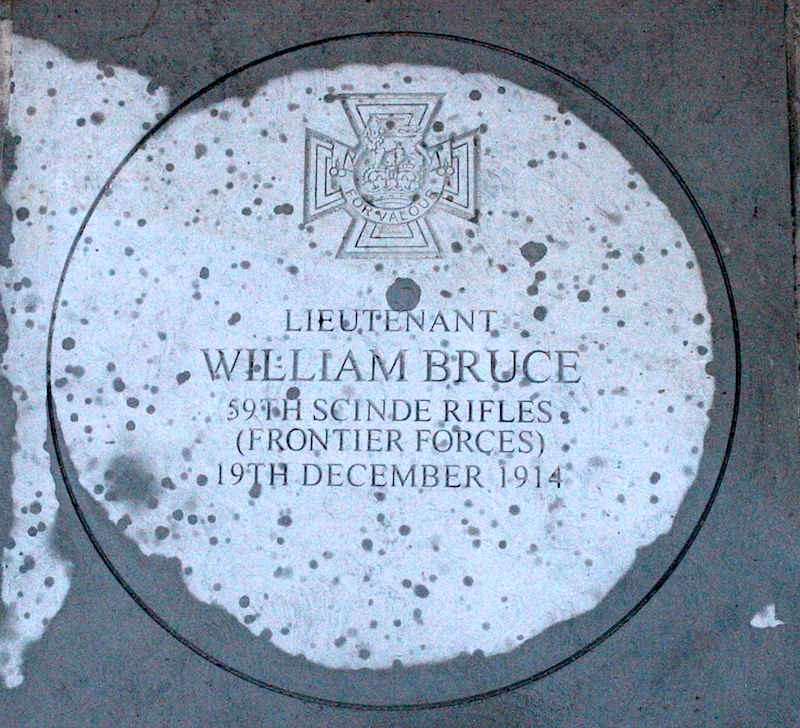 FOR VALOUR
LIEUTENANT
WILLIAM BRUCE
59TH SCINDE RIFLES
(FRONTIER FORCES)
19TH DECEMBER 1914